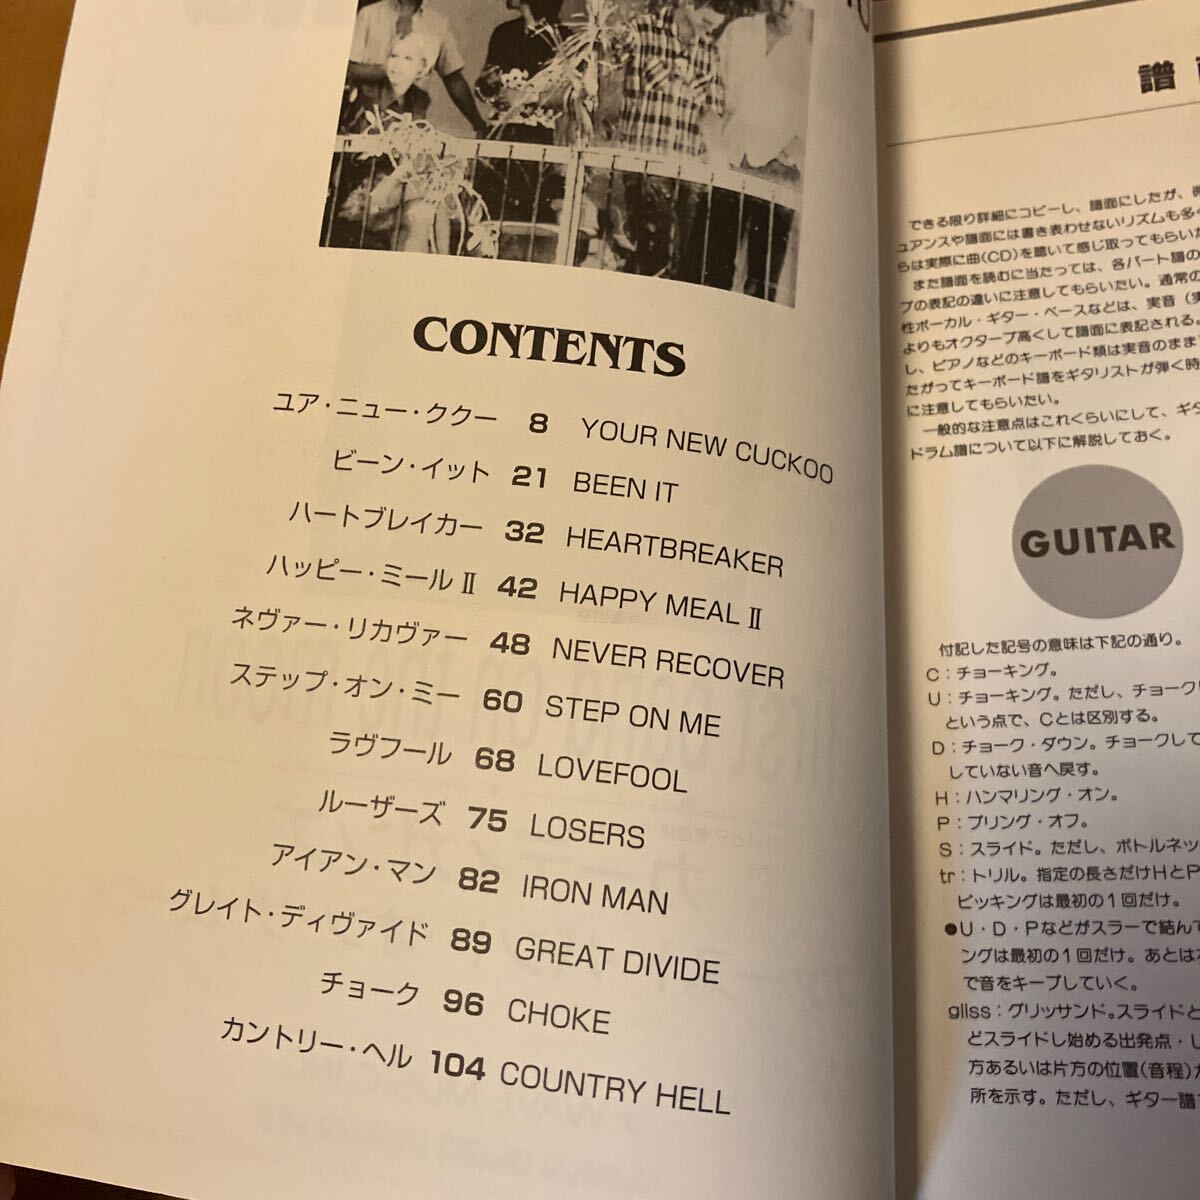 CONTENTS
ユア・ニュー・ククー 8 YOUR NEW CUCKOO
ビーン・イット 21 BEEN IT
ハートブレイカー 32 HEARTBREAKER
ハッピー・ミール II 42 HAPPY MEAL II
ネヴァー・リカヴァー 48 NEVER RECOVER
ステップ・オン・ミー 60 STEP ON ME
ラヴフール 68 LOVEFOOL
ルーザーズ 75 LOSERS
アイアン・マン 82 IRON MAN
グレイト・ディヴァイド 89 GREAT DIVIDE
チョーク 96 CHOKE
カントリー・ヘル 104 COUNTRY HELL
譜
できる限り詳細にコピーし、譜面にしたが、
ュアンスや譜面には書き表わせないリズムも多
らは実際に曲(CD)を聴いて感じ取ってもらいた
また譜面を読むに当たっては、各パート譜の
ブの表記の違いに注意してもらいたい。通常の
性ボーカル・ギター・ベースなどは、実音（実
よりもオクターブ高くして譜面に表記される。
し、ピアノなどのキーボード類は実音のまま
たがってキーボード譜をギタリストが弾く時
に注意してもらいたい。
一般的な注意点はこれくらいにして、ギタ
ドラム譜について以下に解説しておく。
GUITAR
付記した記号の意味は下記の通り。
C：チョーキング。
U：チョーキング。ただし、チョーク
という点で、Cとは区別する。
D：チョーク・ダウン。チョークして
していない音へ戻す。
H：ハンマリング・オン。
P：プリング・オフ。
S：スライド。ただし、ボトルネッ
tr：トリル。指定の長さだけHとP
ピッキングは最初の1回だけ。
●U・D・Pなどがスラーで結んで
ングは最初の1回だけ。あとは
で音をキープしていく。
gliss：グリッサンド。スライドと
どスライドし始める出発点・
方あるいは片方の位置(音程)が
所を示す。ただし、ギター譜